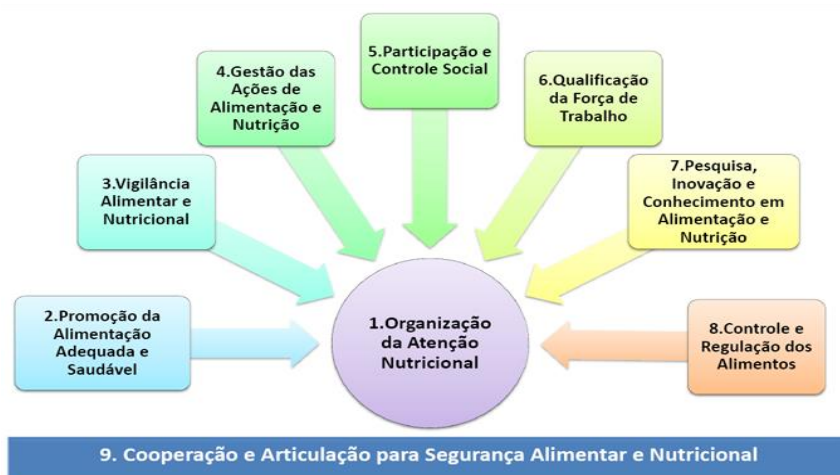 5.Participação e
Controle Social
4.Gestão das
Ações de
Alimentação e
Nutrição
6.Qualificação
da Força de
Trabalho
3.Vigilância
Alimentar e
Nutricional
7.Pesquisa,
Inovação e
Conhecimento em
Alimentação e
Nutrição
2.Promoção da
Alimentação
Adequada e
Saudável
1.Organização
da Atenção
Nutricional
8.Controle e
Regulação dos
Alimentos
9. Cooperação e Articulação para Segurança Alimentar e Nutricional